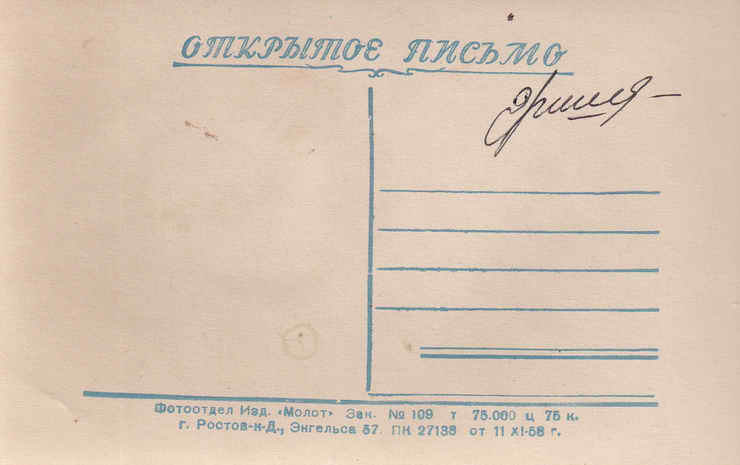 ОТКРЫТОЕ ПИСЬМО
Фотоотдел Изд. «Молот» Зак. № 109 т 75.000 ц 75 к.
г. Ростов-н-Д., Энгельса 57. ПК 27138 от 11 XI-58 г.